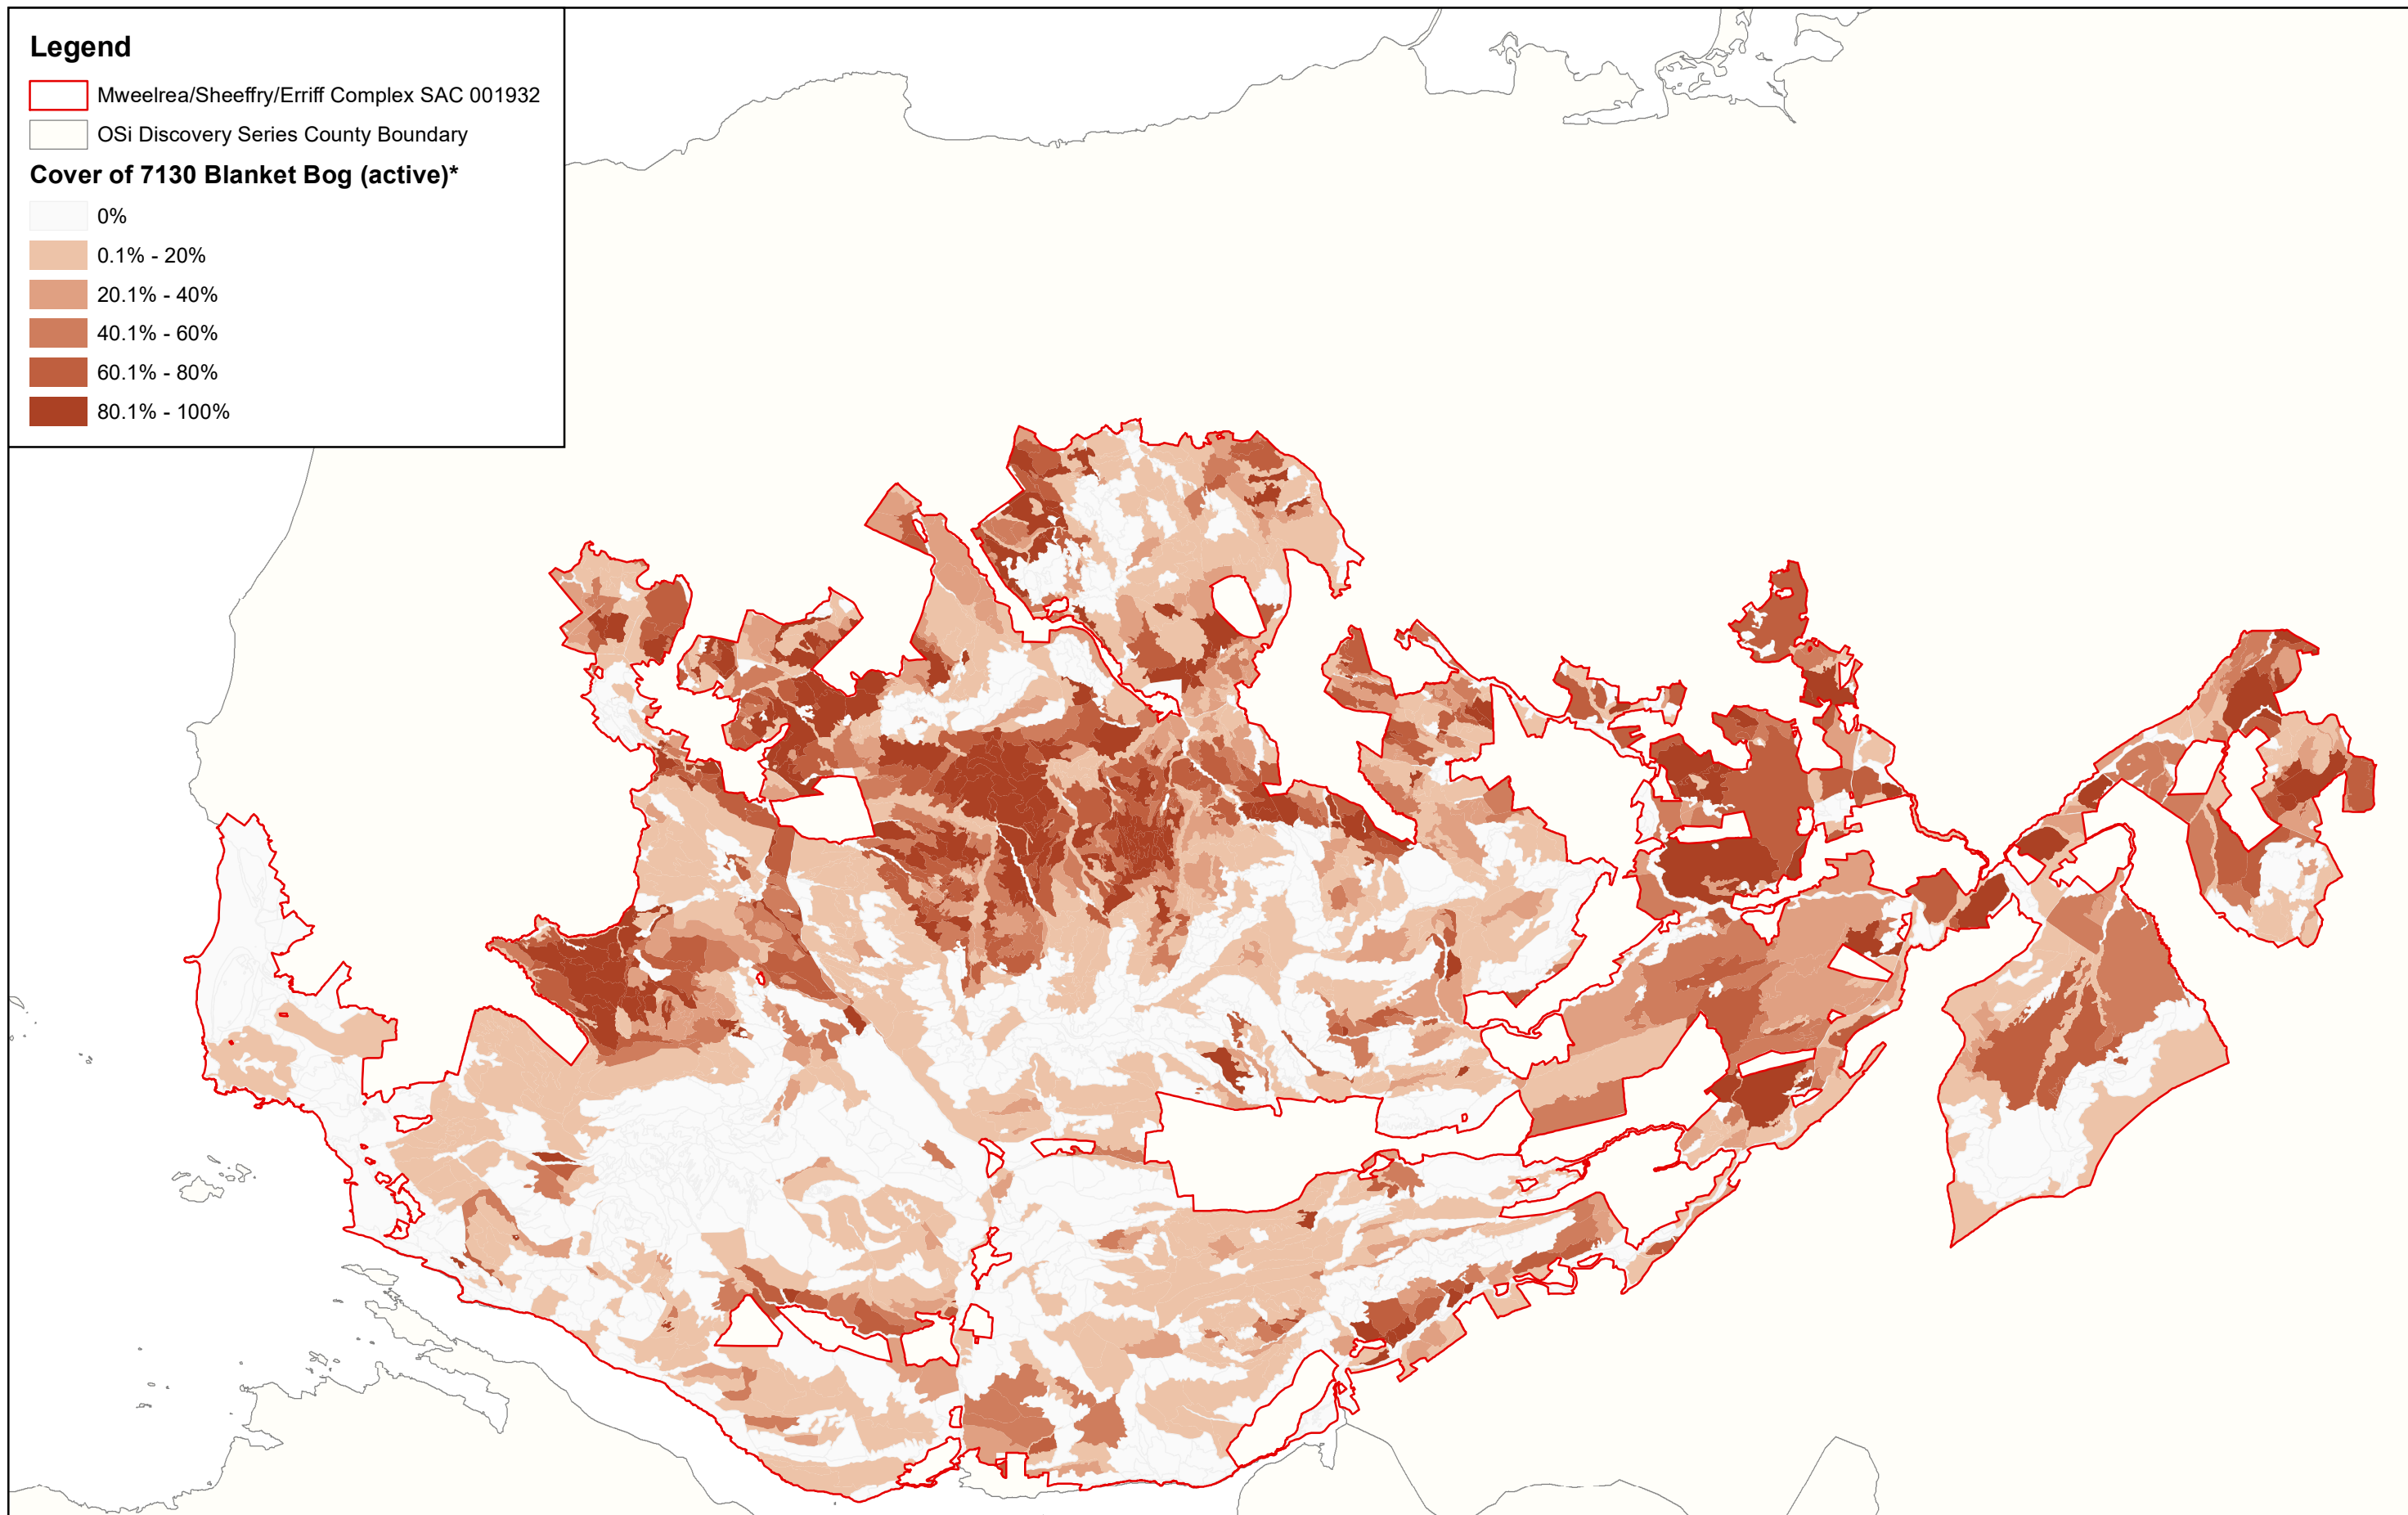 Legend
Mweelrea/Sheeffry/Erriff Complex SAC 001932
OSi Discovery Series County Boundary
Cover of 7130 Blanket Bog (active)*
0%
0.1% - 20%
20.1% - 40%
40.1% - 60%
60.1% - 80%
80.1% - 100%